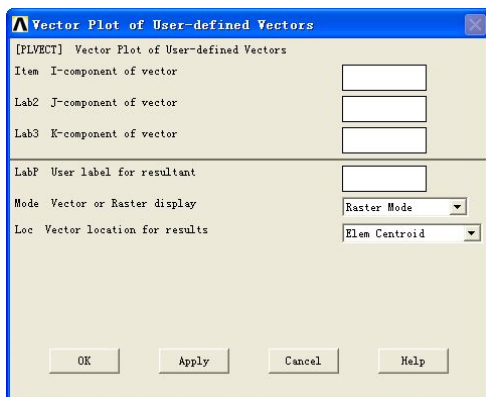 Vector Plot of User-defined Vectors
[PLVECT] Vector Plot of User-defined Vectors
Item I-component of vector
Lab2 J-component of vector
Lab3 K-component of vector
LabP User label for resultant
Mode Vector or Raster display Raster Mode
Loc Vector location for results Elem Centroid
OK Apply Cancel Help